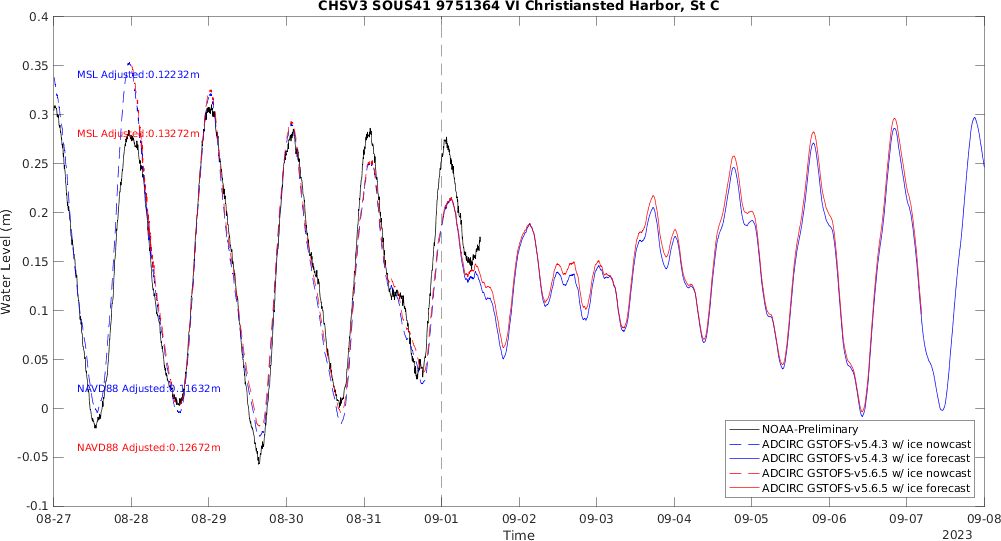 CHSV3 SOUS41 9751364 VI Christiansted Harbor, St C
0.4
0.35
0.3
0.25
0.2
0.15
0.1
0.05
0
-0.05
-0.1
Water Level (m)
MSL Adjusted:0.12232m
MSL Adjusted:0.13272m
NAVD88 Adjusted:0.11632m
NAVD88 Adjusted:0.12672m
NOAA-Preliminary
ADCIRC GSTOFS-v5.4.3 w/ ice nowcast
ADCIRC GSTOFS-v5.4.3 w/ ice forecast
ADCIRC GSTOFS-v5.6.5 w/ ice nowcast
ADCIRC GSTOFS-v5.6.5 w/ ice forecast
08-27 08-28 08-29 08-30 08-31 09-01 09-02 09-03 09-04 09-05 09-06 09-07 09-08
Time
2023